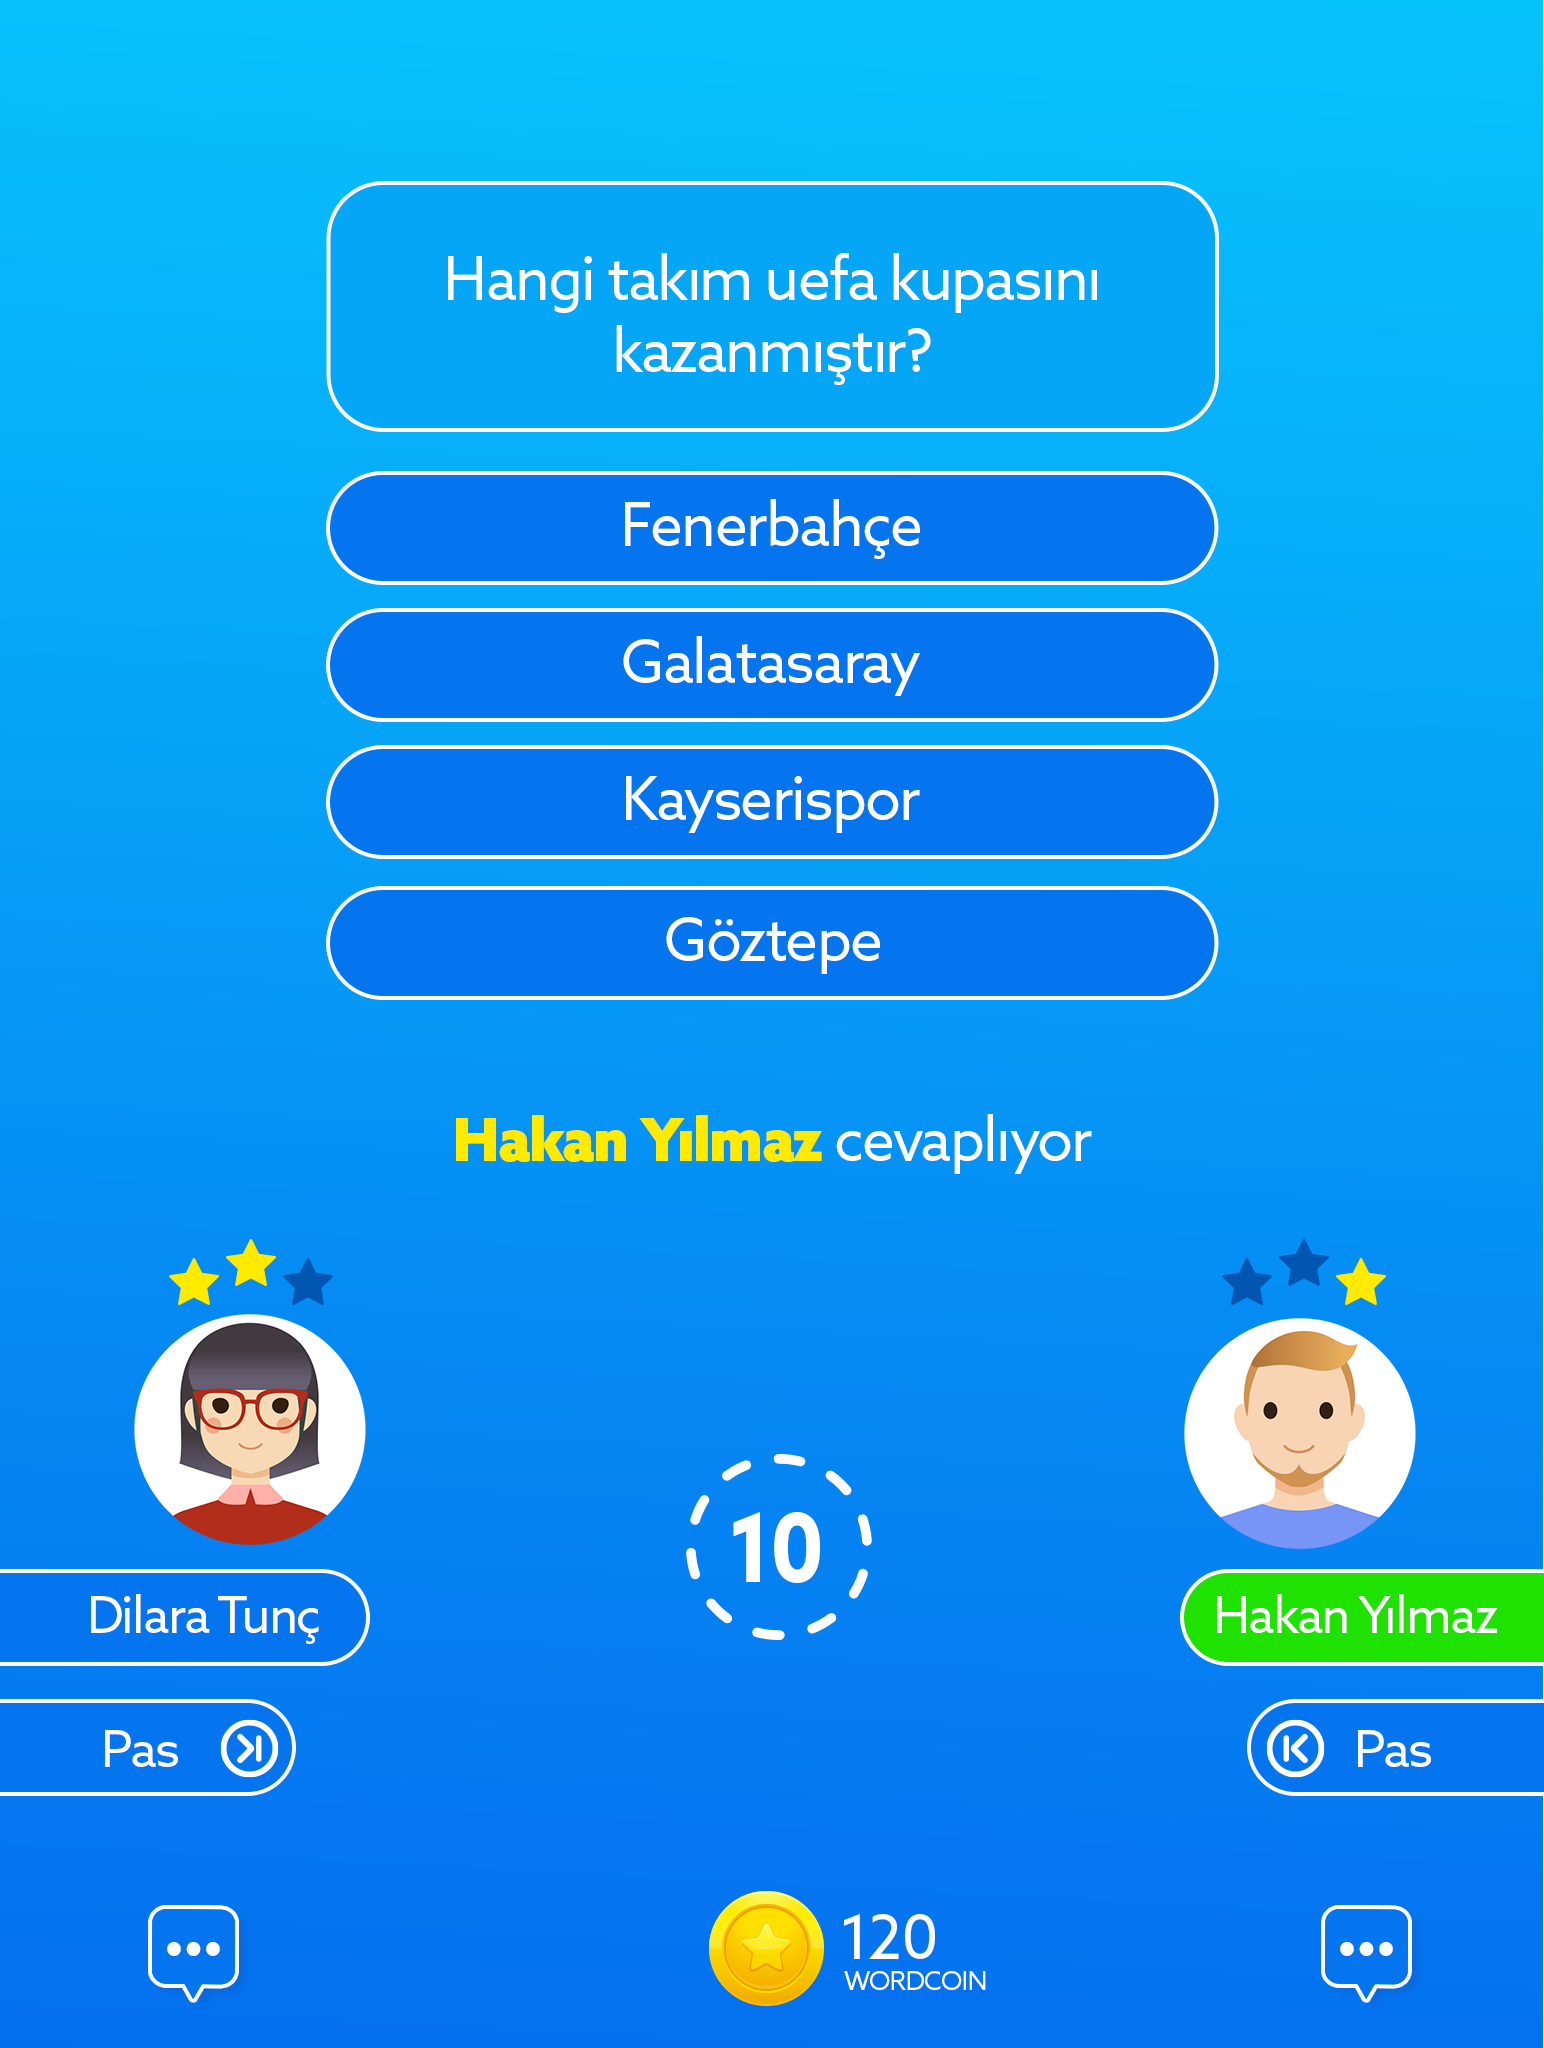 Hangi takım uefa kupasını
kazanmıştır?
Fenerbahçe
Galatasaray
Kayserispor
Göztepe
Hakan Yılmaz cevaplıyor
10
Dilara Tunç
Hakan Yılmaz
Pas
Pas
120
WORDCOIN